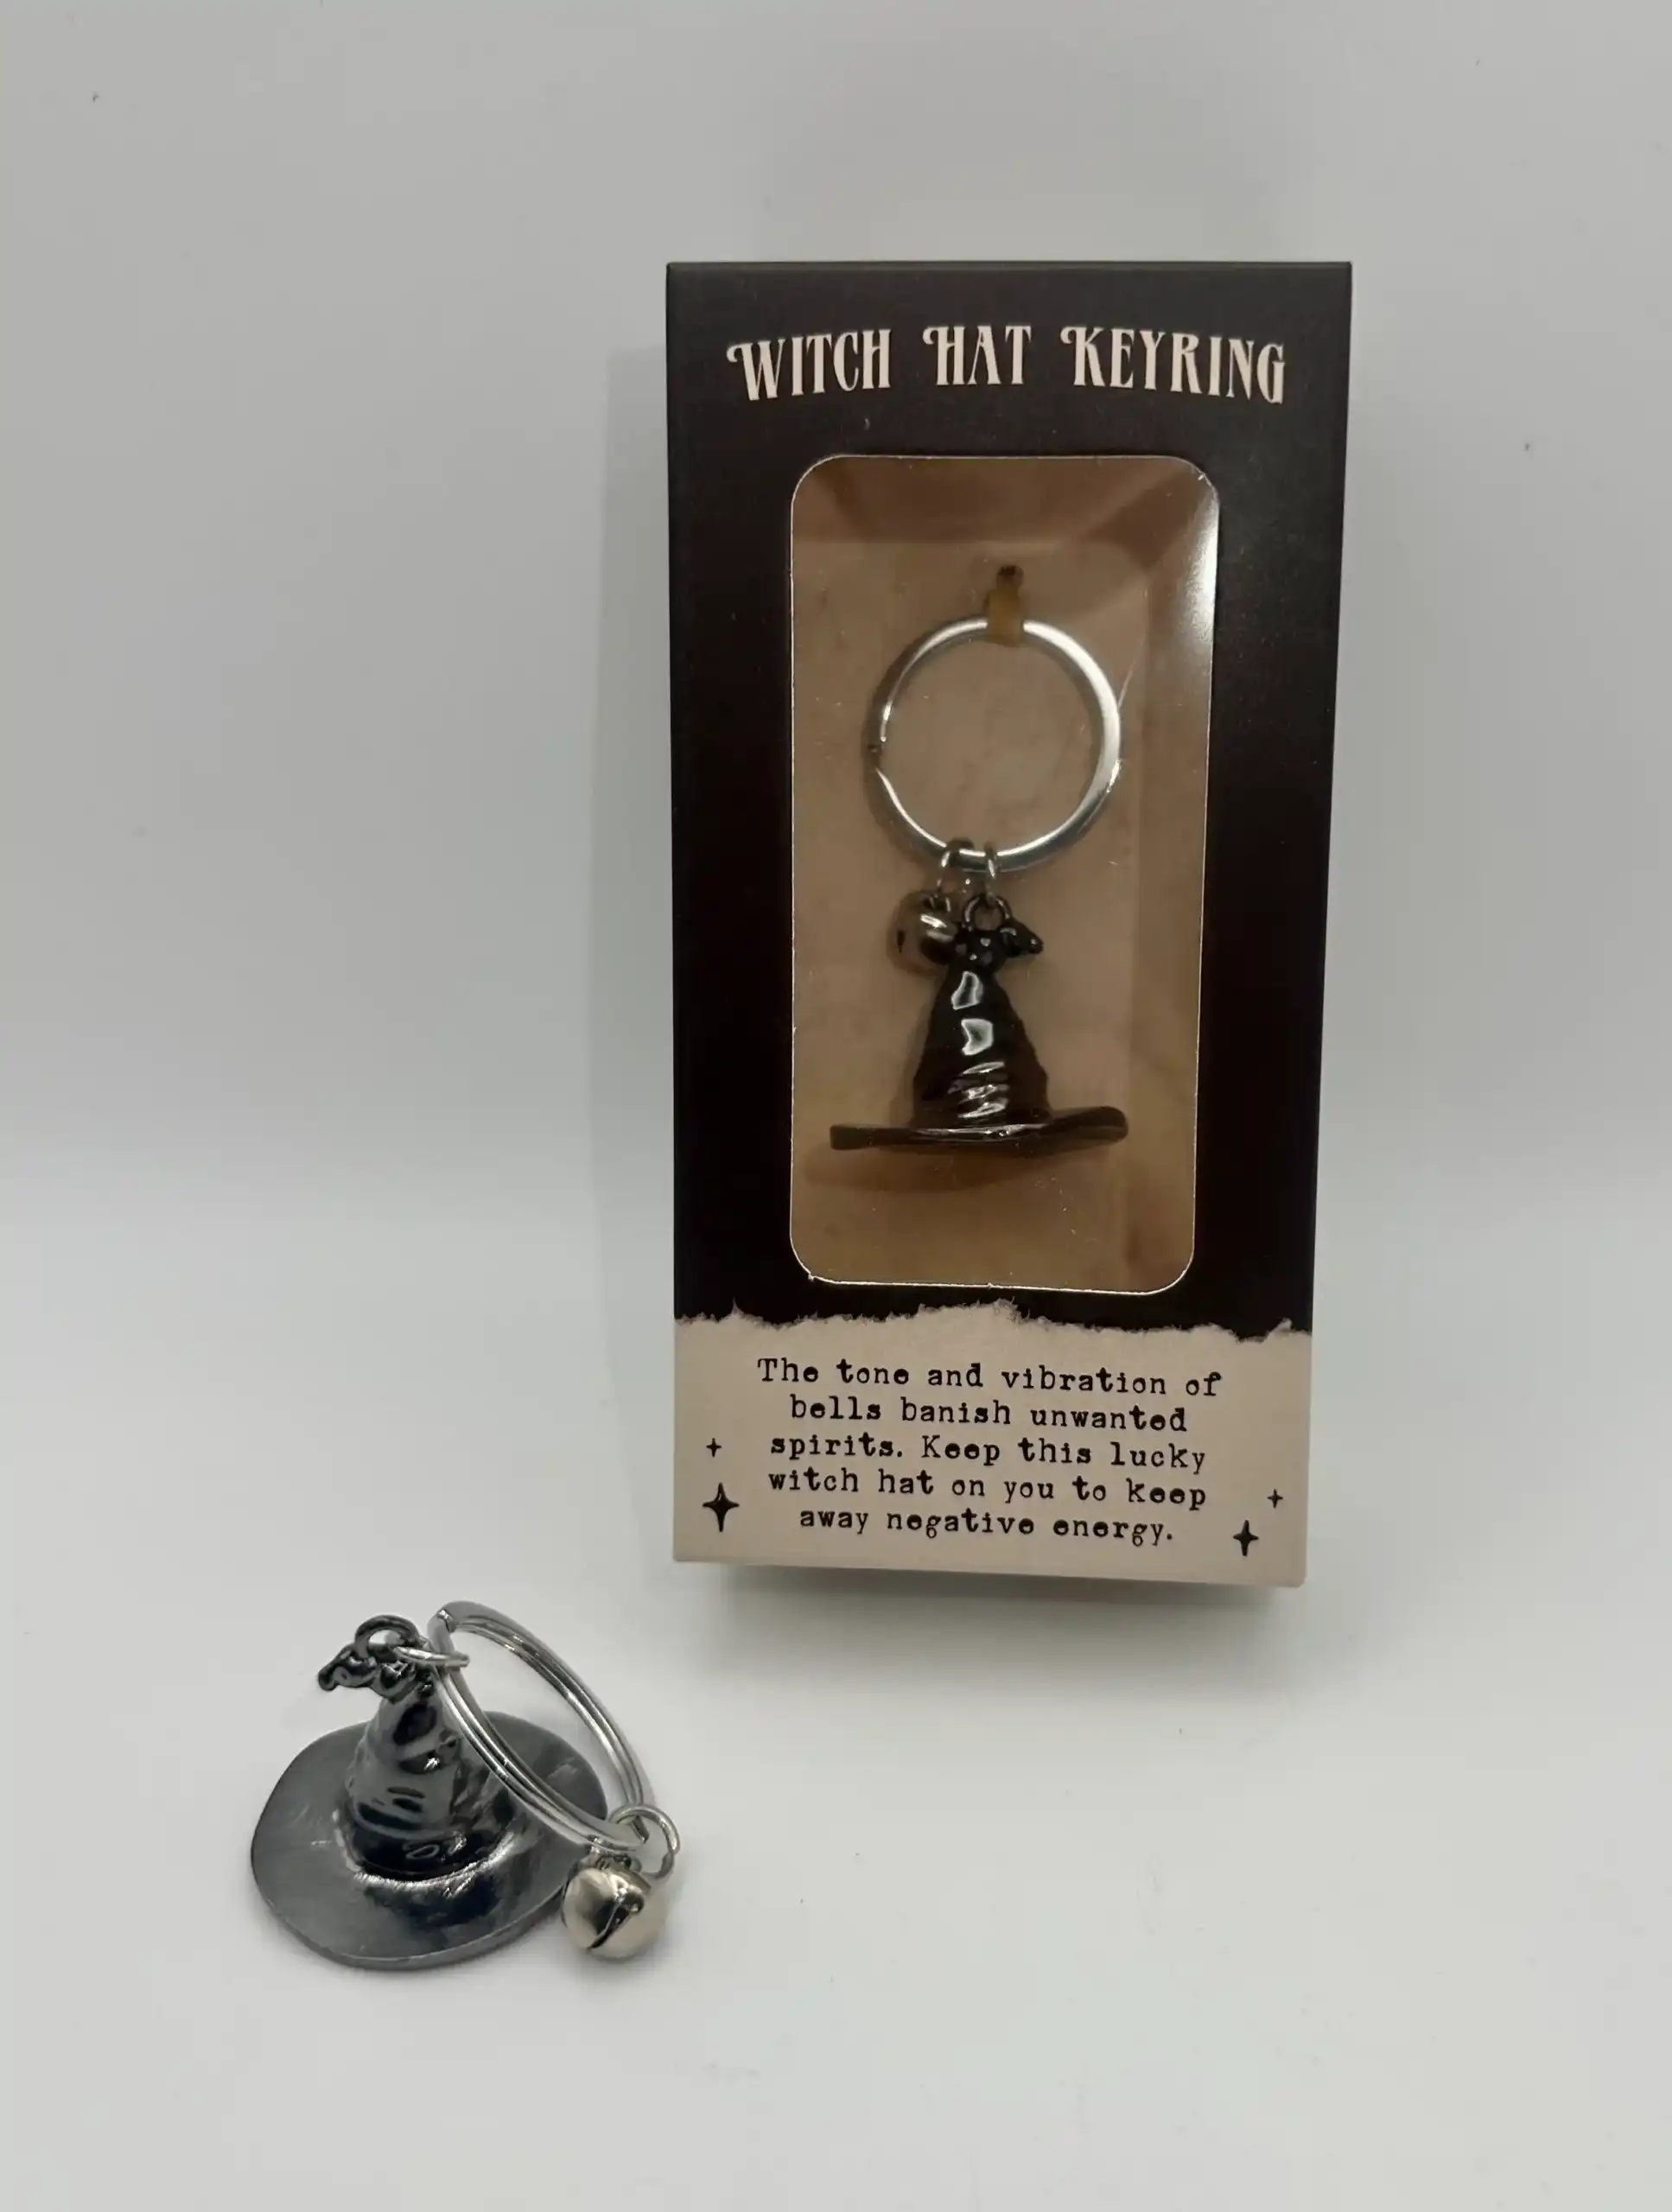 WITCH HAT KEYRING
The tone and vibration of
bells banish unwanted
spirits. Keep this lucky
witch hat on you to keep
away negative energy.